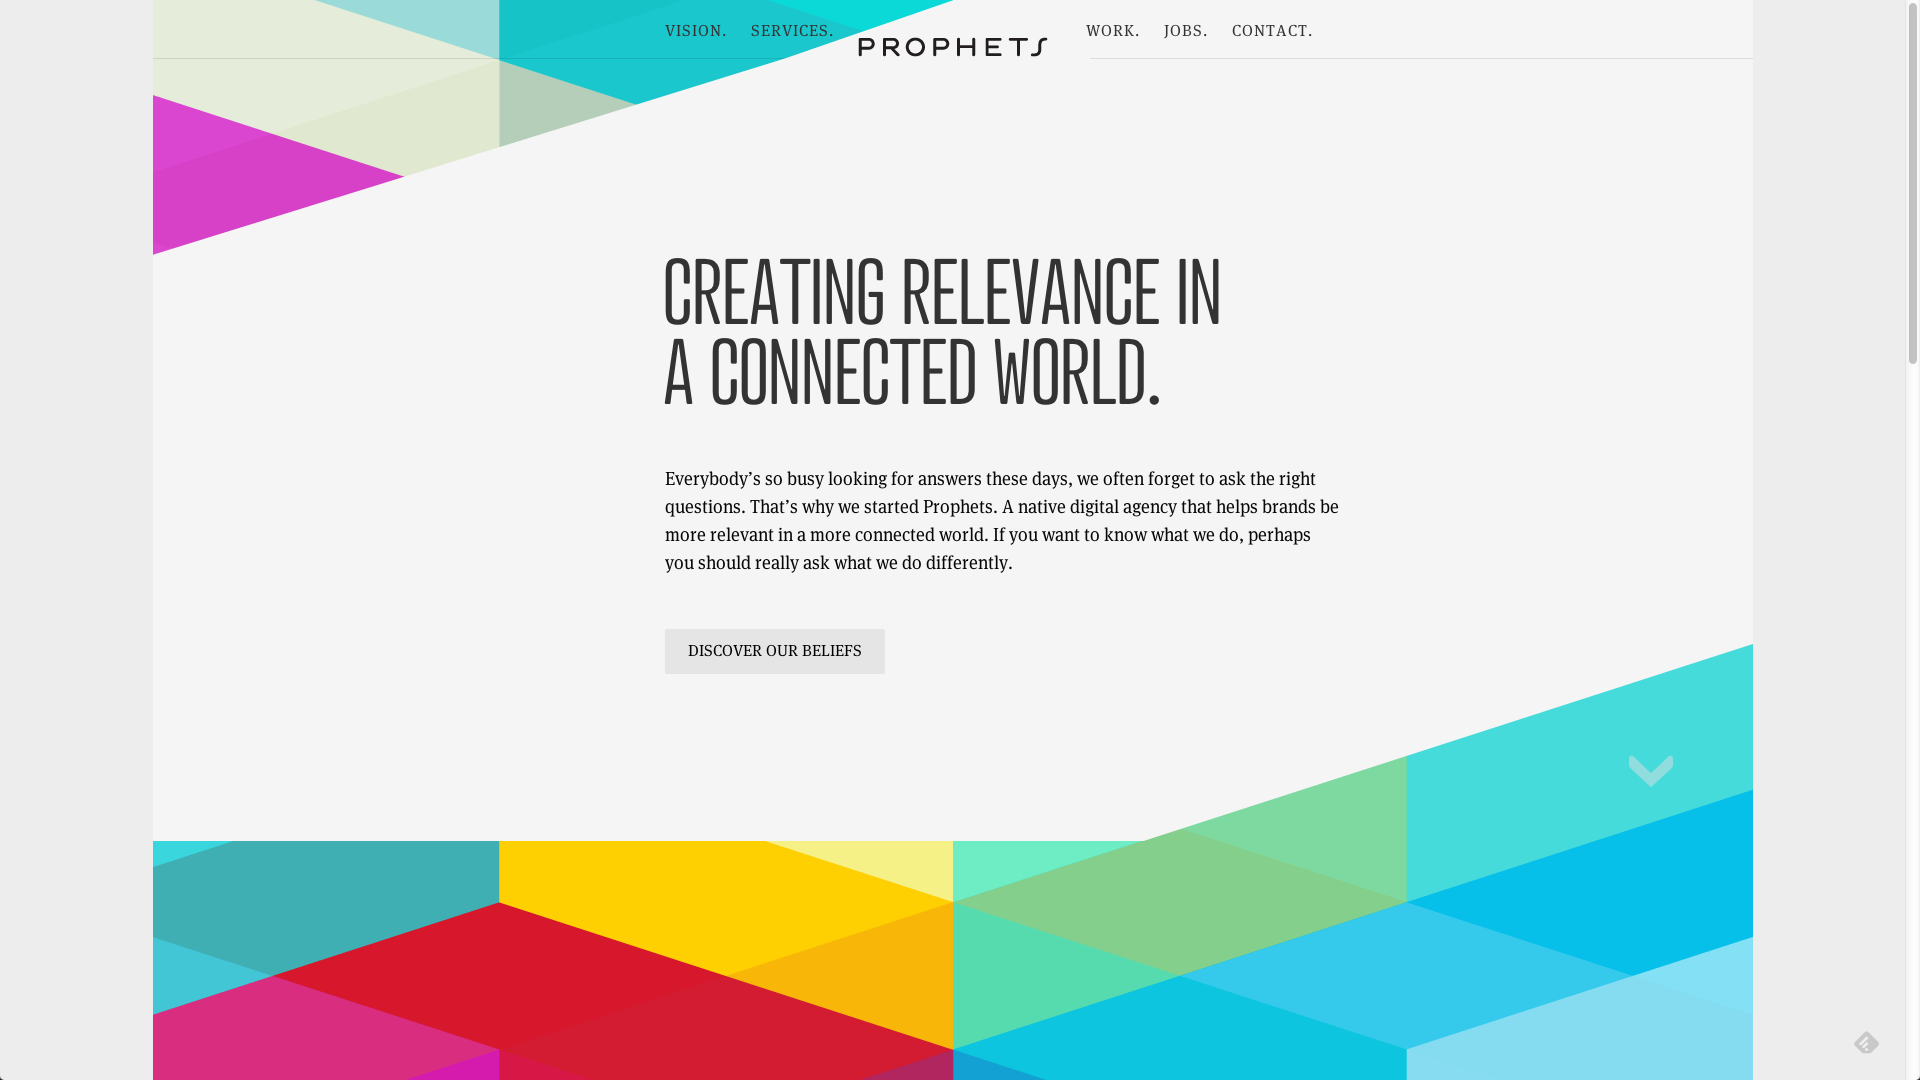 VISION. SERVICES. PROPHETS WORK. JOBS. CONTACT.
CREATING RELEVANCE IN
A CONNECTED WORLD.
Everybody’s so busy looking for answers these days, we often forget to ask the right
questions. That’s why we started Prophets. A native digital agency that helps brands be
more relevant in a more connected world. If you want to know what we do, perhaps
you should really ask what we do differently.
DISCOVER OUR BELIEFS